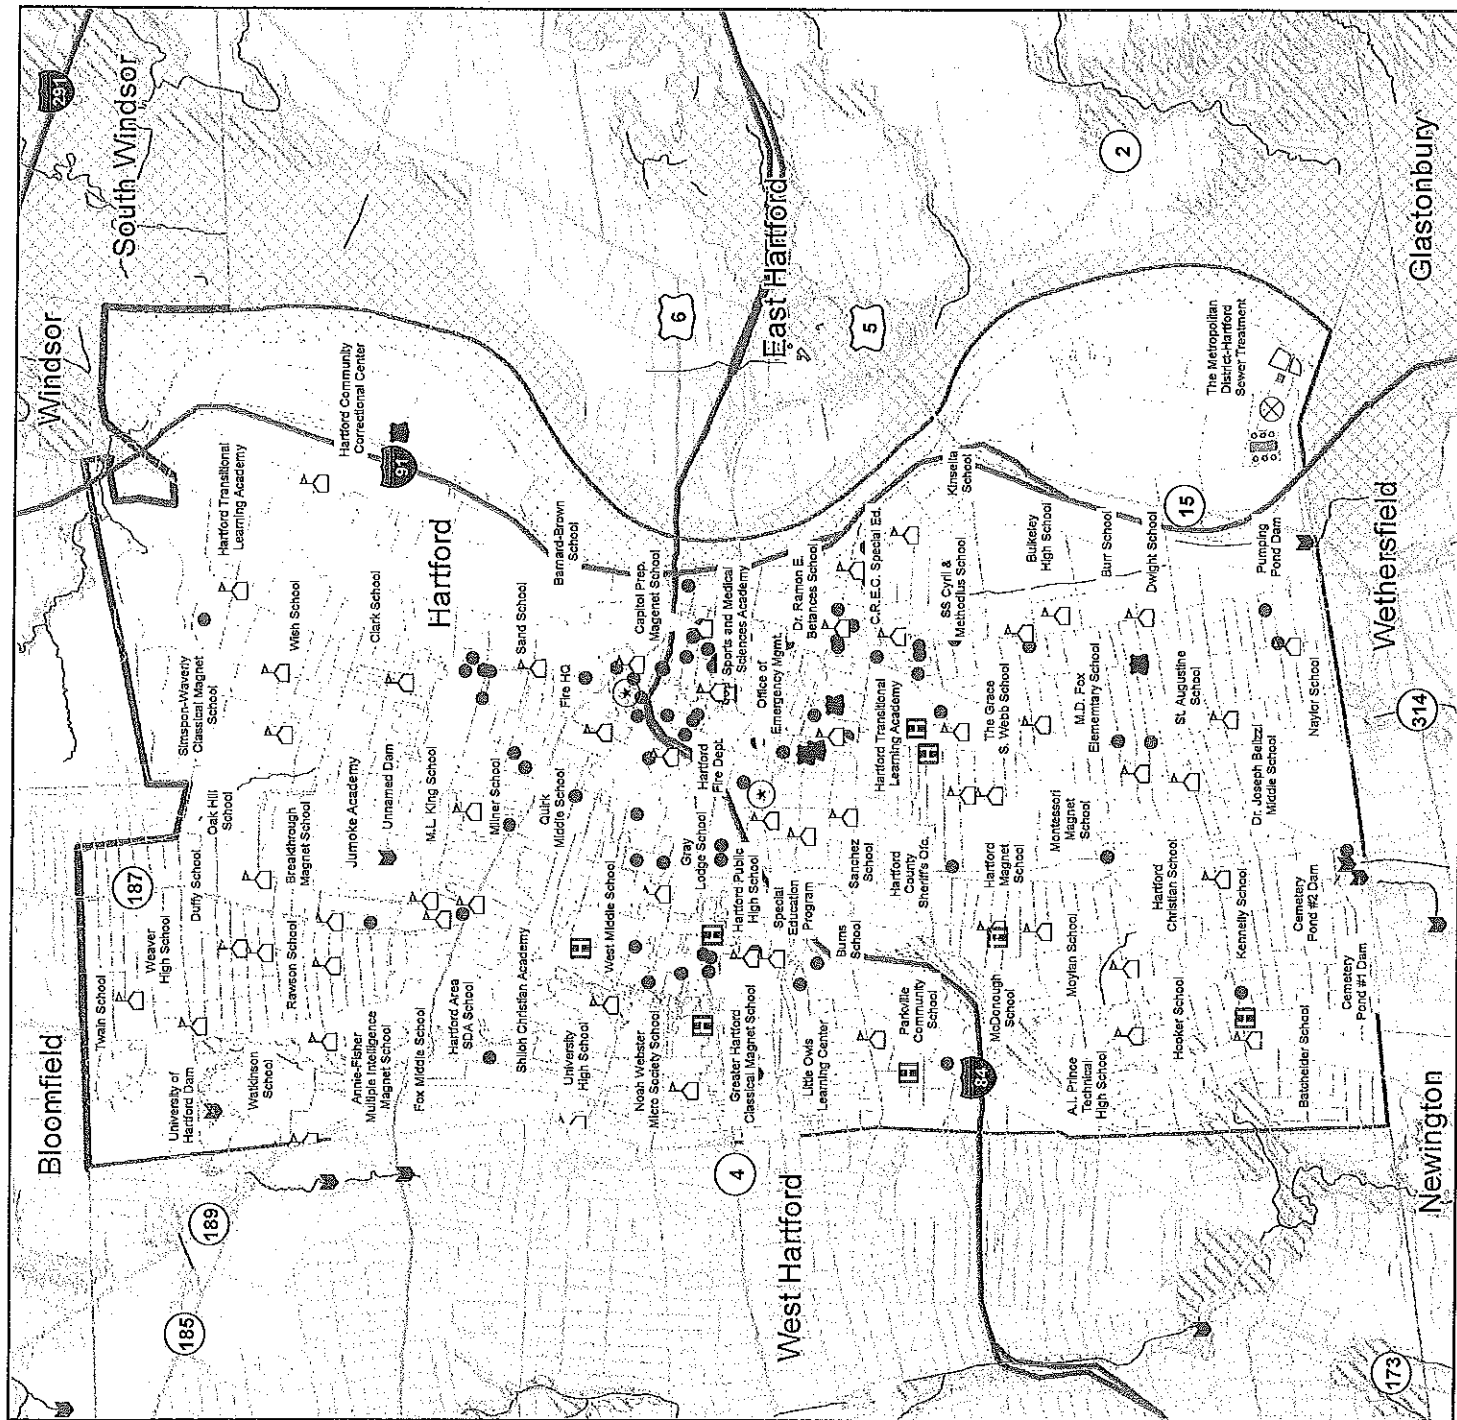 Bloomfield
Windsor
291
South Windsor
Twain School
187
Weaver
High School
University of
Hartford Dam
185
189
Duffy School
Oak Hill
School
Simspon-Waverly
Classical Magnet
School
Hartford Transitional
Learning Academy
Watkinson
School
Rawson School
Breakthrough
Magnet School
Wish School
Hartford Community
Correctional Center
Annie-Fisher
Multiple Intelligence
Magnet School
Jumoke Academy
Unnamed Dam
Clark School
91
Fox Middle School
M.L. King School
Hartford
Hartford Area
SDA School
Milner School
Shiloh Christian Academy
Sand School
Quirk
Middle School
Fire HQ
Barnard-Brown
School
University
High School
West Middle School
Capitol Prep.
Magenet School
6
Noah Webster
Micro Society School
Gray
Lodge School
Hartford
Fire Dept.
Sports and Medical
Sciences Academy
4
Greater Hartford
Classical Magnet School
Hartford Public
High School
Special
Education
Program
Office of
Emergency Mgmt.
Dr. Ramon E.
Betances School
East Hartford
West Hartford
Little Owls
Learning Center
Burns
School
Sanchez
School
5
C.R.E.C. Special Ed.
Parkville
Community
School
Hartford
County
Sheriff's Ofc.
Hartford Transitional
Learning Academy
SS Cyril &
Methodius School
Kinsella
School
84
McDonough
School
Hartford
Magnet
School
The Grace
S. Webb School
Bulkeley
High School
A.I. Prince
Technical
High School
Moylan School
Montessori
Magnet
School
M.D. Fox
Elememtary School
Burr School
2
Hooker School
Hartford
Christian School
St. Augustine
School
Dwight School
15
The Metropolitan
District-Hartford
Sewer Treatment
Kennelly School
Dr. Joseph Bellizzi
Middle School
Pumping
Pond Dam
Batchelder School
Cemetery
Pond #2 Dam
Naylor School
Cemetery
Pond #1 Dam
173
Newington
314
Wethersfield
Glastonbury
H
H
H
H
H
H
H
H